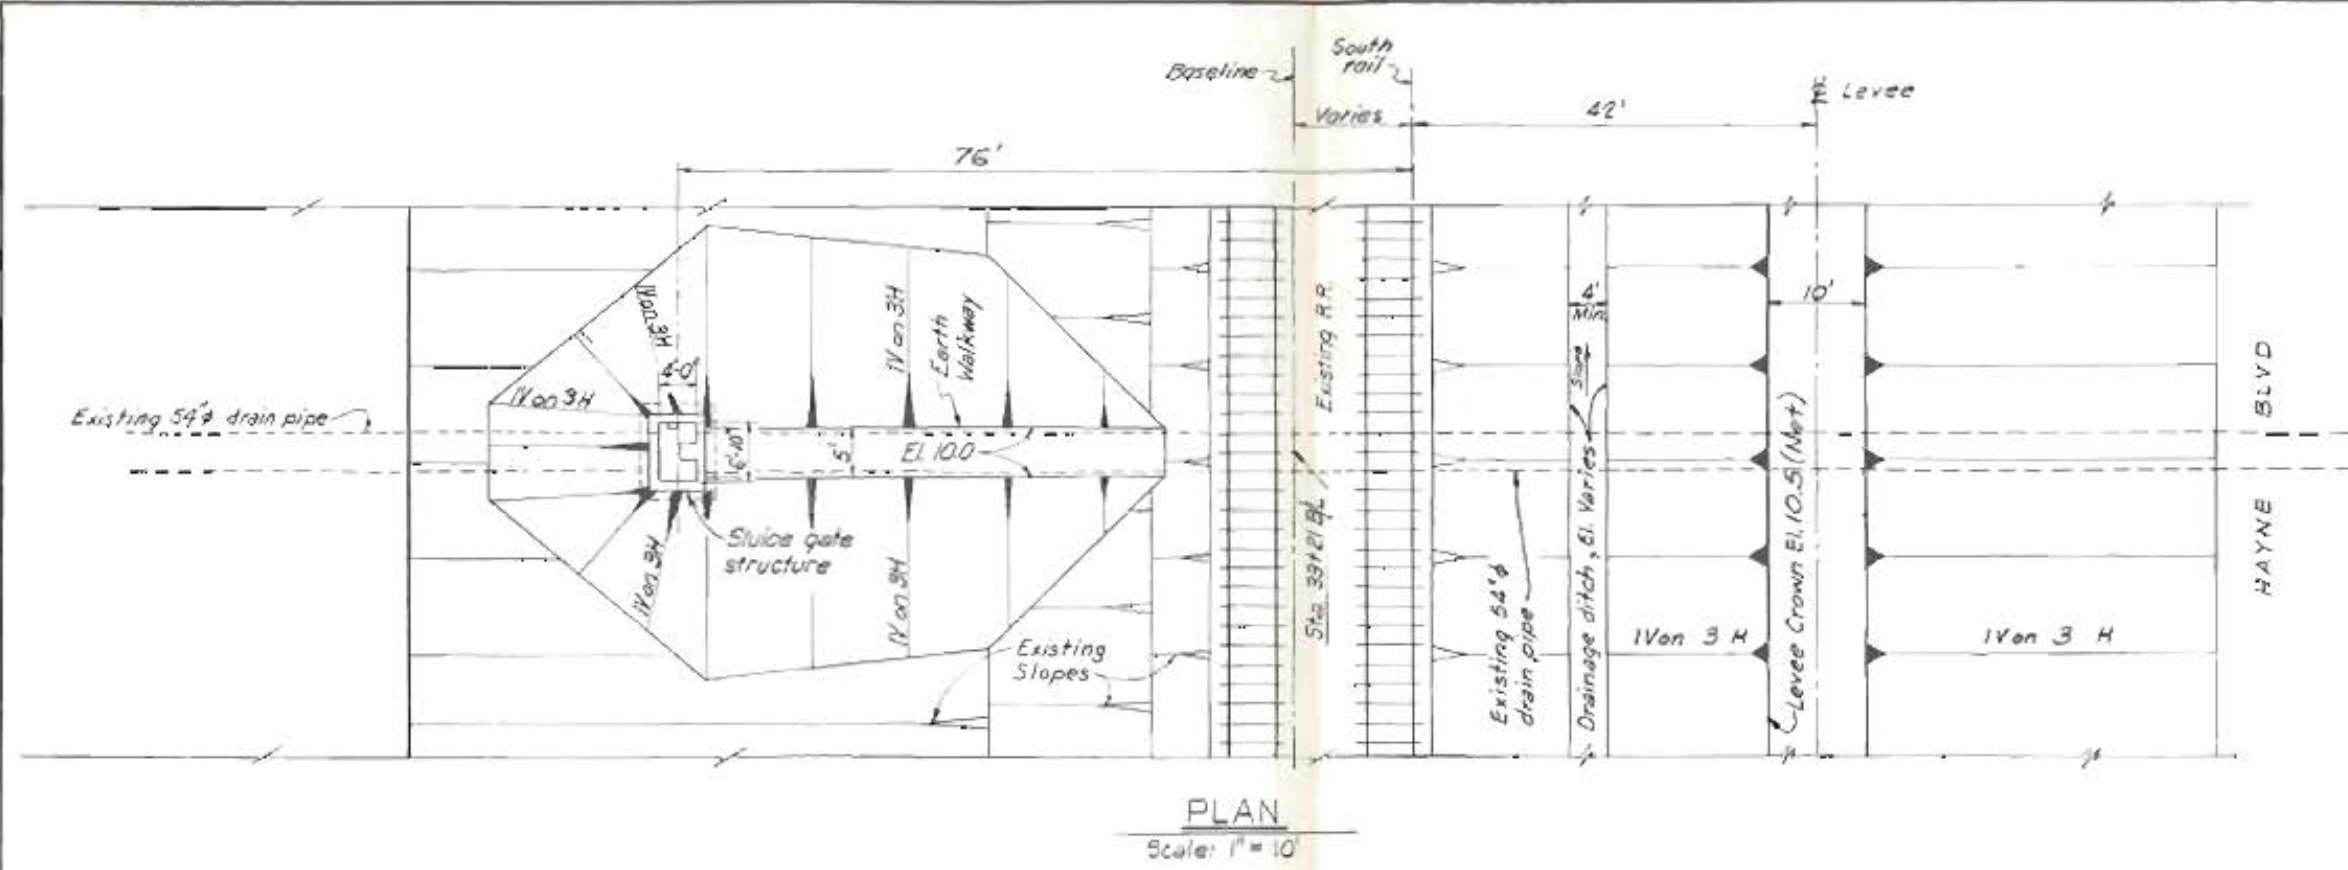 Baseline
South
rail
Varies
42'
℄ Levee
76'
1V on 3H
4'-0"
1V on 3H
1V on 3H
Earth
Walkway
Existing 54"ø drain pipe
6'-10"
5'
El. 10.0
Sluice gate
structure
1V on 3H
1V on 3H
Existing
Slopes
Existing R.R.
Sta. 33+21 B/L
4'
Min.
Slope
10'
Existing 54"ø
drain pipe
Drainage ditch, El. Varies
1V on 3 H
Levee Crown El. 10.5 (Net)
1V on 3 H
HAYNE BLVD
PLAN
Scale: 1" = 10'